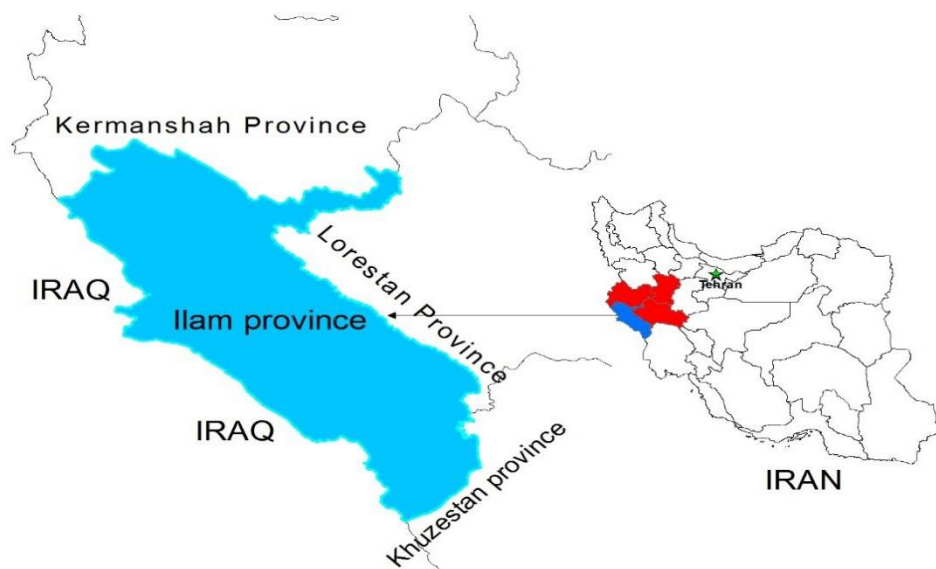 Kermanshah Province
Lorestan Province
IRAQ
Ilam province
IRAQ
Khuzestan province
Tehran
IRAN